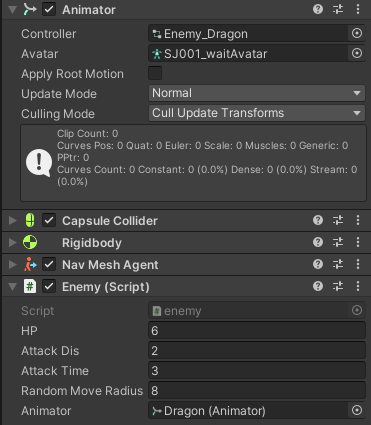 Animator
Controller Enemy_Dragon
Avatar SJ001_waitAvatar
Apply Root Motion
Update Mode Normal
Culling Mode Cull Update Transforms
Clip Count: 0
Curves Pos: 0 Quat: 0 Euler: 0 Scale: 0 Muscles: 0 Generic: 0
PPtr: 0
Curves Count: 0 Constant: 0 (0.0%) Dense: 0 (0.0%) Stream: 0
(0.0%)
Capsule Collider
Rigidbody
Nav Mesh Agent
# Enemy (Script)
Script # enemy
HP 6
Attack Dis 2
Attack Time 3
Random Move Radius 8
Animator Dragon (Animator)